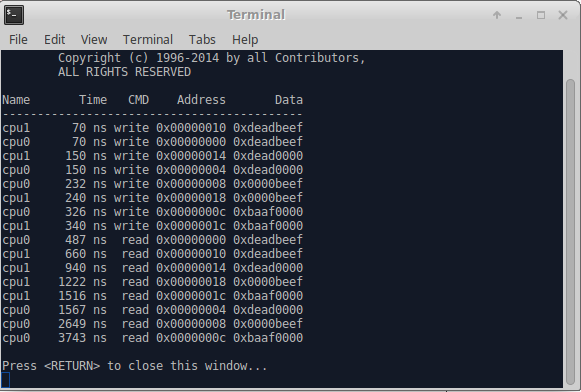 Terminal
File Edit View Terminal Tabs Help
Copyright (c) 1996-2014 by all Contributors,
ALL RIGHTS RESERVED
Name Time CMD Address Data
-----------------------------------------
cpu1 70 ns write 0x00000010 0xdeadbeef
cpu0 70 ns write 0x00000000 0xdeadbeef
cpu1 150 ns write 0x00000014 0xdead0000
cpu0 150 ns write 0x00000004 0xdead0000
cpu0 232 ns write 0x00000008 0x0000beef
cpu1 240 ns write 0x00000018 0x0000beef
cpu0 326 ns write 0x0000000c 0xbaaf0000
cpu1 340 ns write 0x0000001c 0xbaaf0000
cpu0 487 ns read 0x00000000 0xdeadbeef
cpu1 660 ns read 0x00000010 0xdeadbeef
cpu1 940 ns read 0x00000014 0xdead0000
cpu1 1222 ns read 0x00000018 0x0000beef
cpu1 1516 ns read 0x0000001c 0xbaaf0000
cpu0 1567 ns read 0x00000004 0xdead0000
cpu0 2649 ns read 0x00000008 0x0000beef
cpu0 3743 ns read 0x0000000c 0xbaaf0000
Press <RETURN> to close this window...